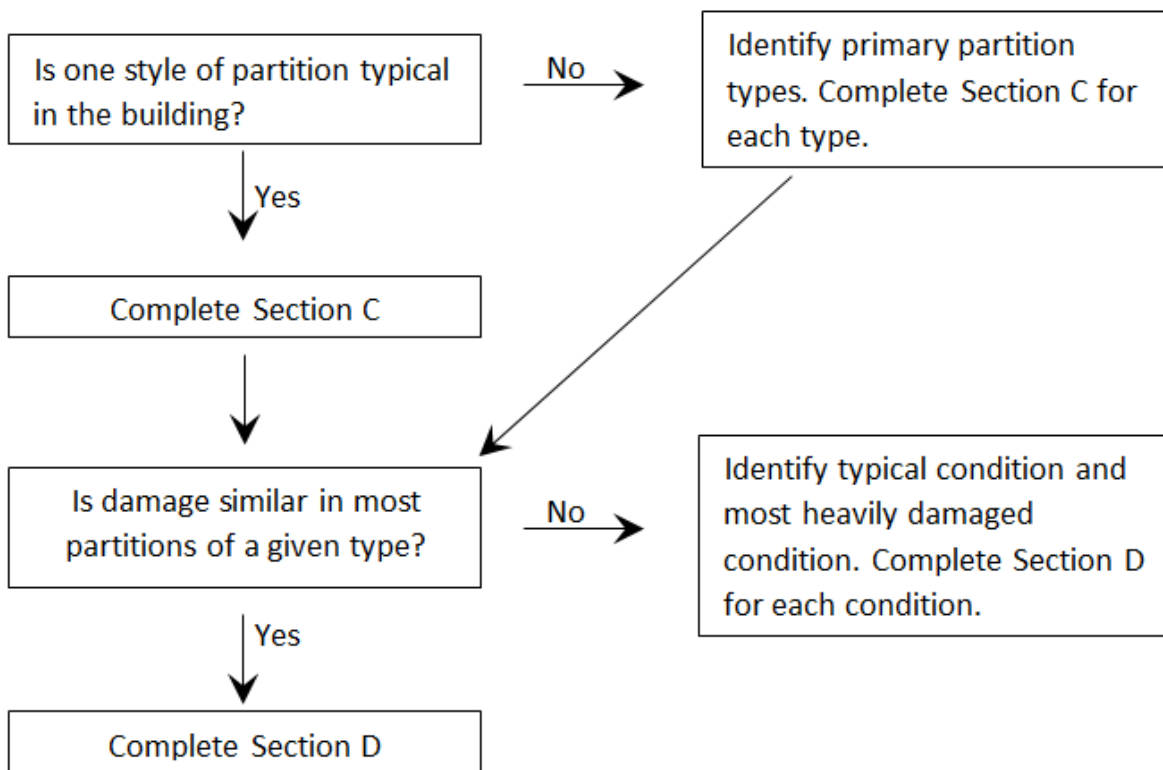 Is one style of partition typical
in the building?
No
Identify primary partition
types. Complete Section C for
each type.
Yes
Complete Section C
Is damage similar in most
partitions of a given type?
No
Identify typical condition and
most heavily damaged
condition. Complete Section D
for each condition.
Yes
Complete Section D